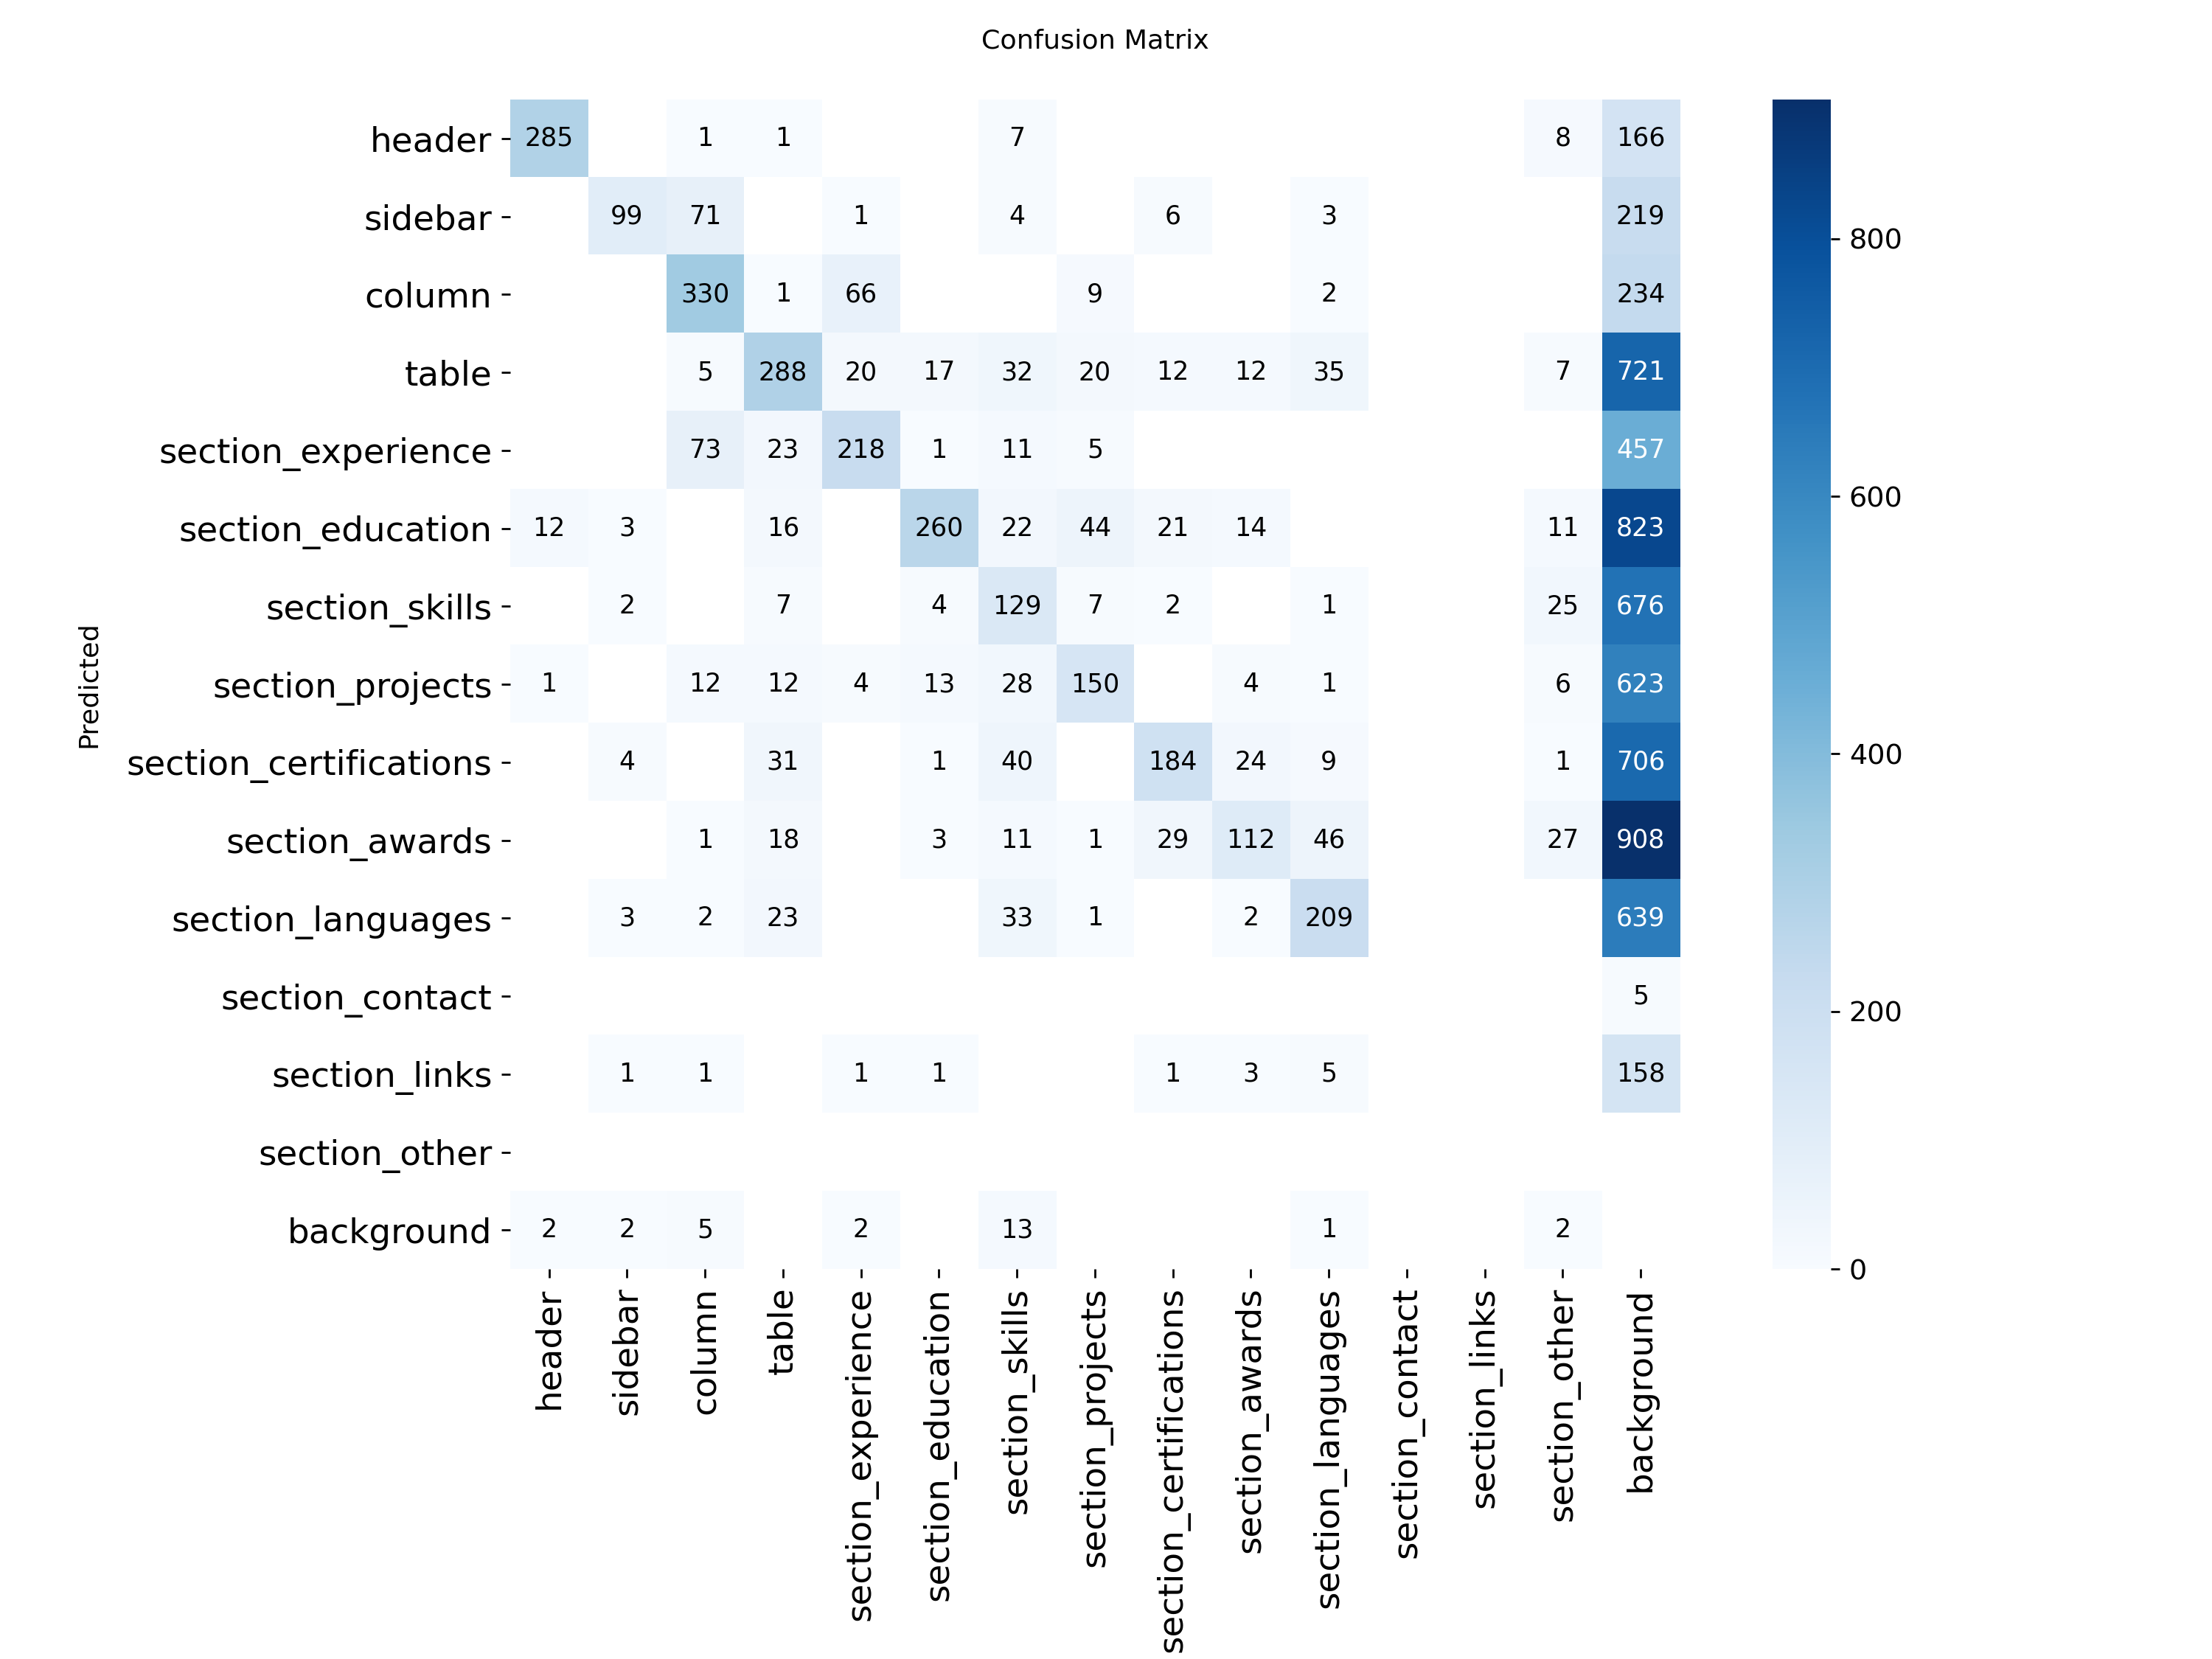 Confusion Matrix
Predicted
header 285 1 1 7 8 166
sidebar 99 71 1 4 6 3 219
column 330 1 66 9 2 234
table 5 288 20 17 32 20 12 12 35 7 721
section_experience 73 23 218 1 11 5 457
section_education 12 3 16 260 22 44 21 14 11 823
section_skills 2 7 4 129 7 2 1 25 676
section_projects 1 12 12 4 13 28 150 4 1 6 623
section_certifications 4 31 1 40 184 24 9 1 706
section_awards 1 18 3 11 1 29 112 46 27 908
section_languages 3 2 23 33 1 2 209 639
section_contact 5
section_links 1 1 1 1 1 3 5 158
section_other
background 2 2 5 2 13 1 2
header
sidebar
column
table
section_experience
section_education
section_skills
section_projects
section_certifications
section_awards
section_languages
section_contact
section_links
section_other
background
800
600
400
200
0